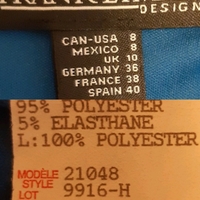 DESIGN
CAN-USA 8
MEXICO 8
UK 10
GERMANY 36
FRANCE 38
SPAIN 40
95% POLYESTER
5% ELASTHANE
L:100% POLYESTER
MODÈLE
STYLE 21048
LOT 9916-H